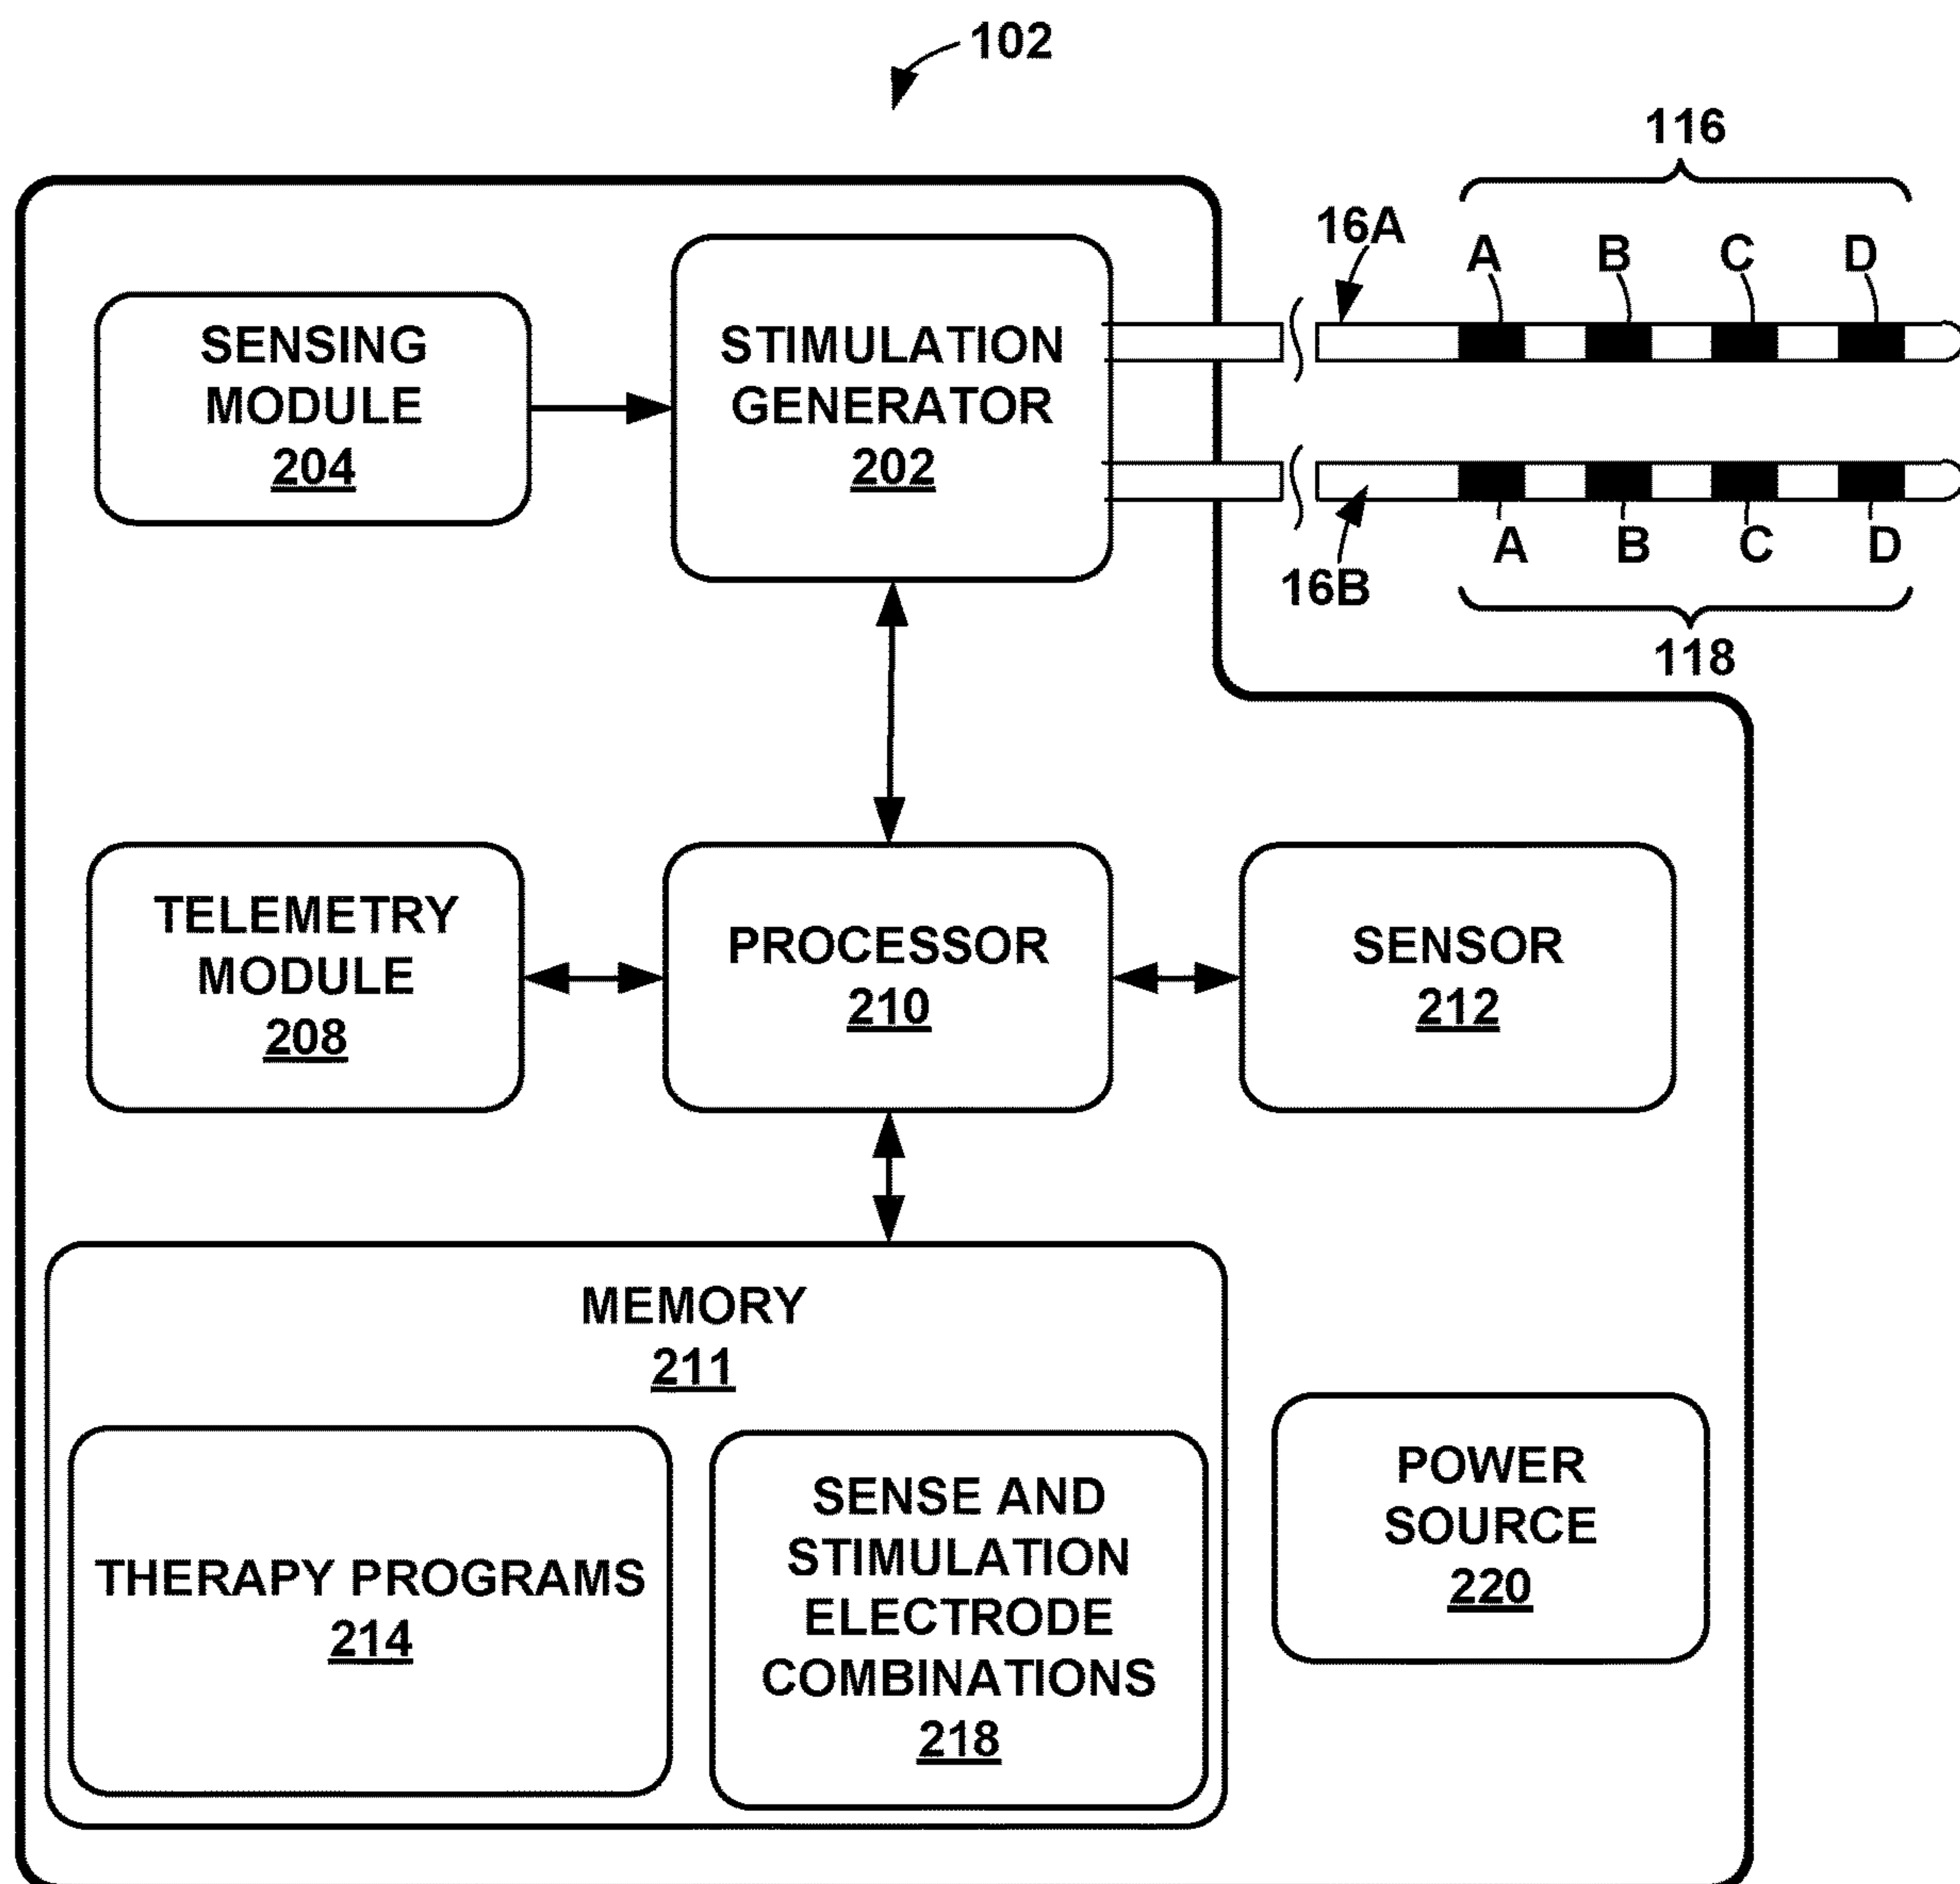 102
116
16A
A B C D
SENSING
MODULE
204
STIMULATION
GENERATOR
202
16B
A B C D
118
TELEMETRY
MODULE
208
PROCESSOR
210
SENSOR
212
MEMORY
211
THERAPY PROGRAMS
214
SENSE AND
STIMULATION
ELECTRODE
COMBINATIONS
218
POWER
SOURCE
220